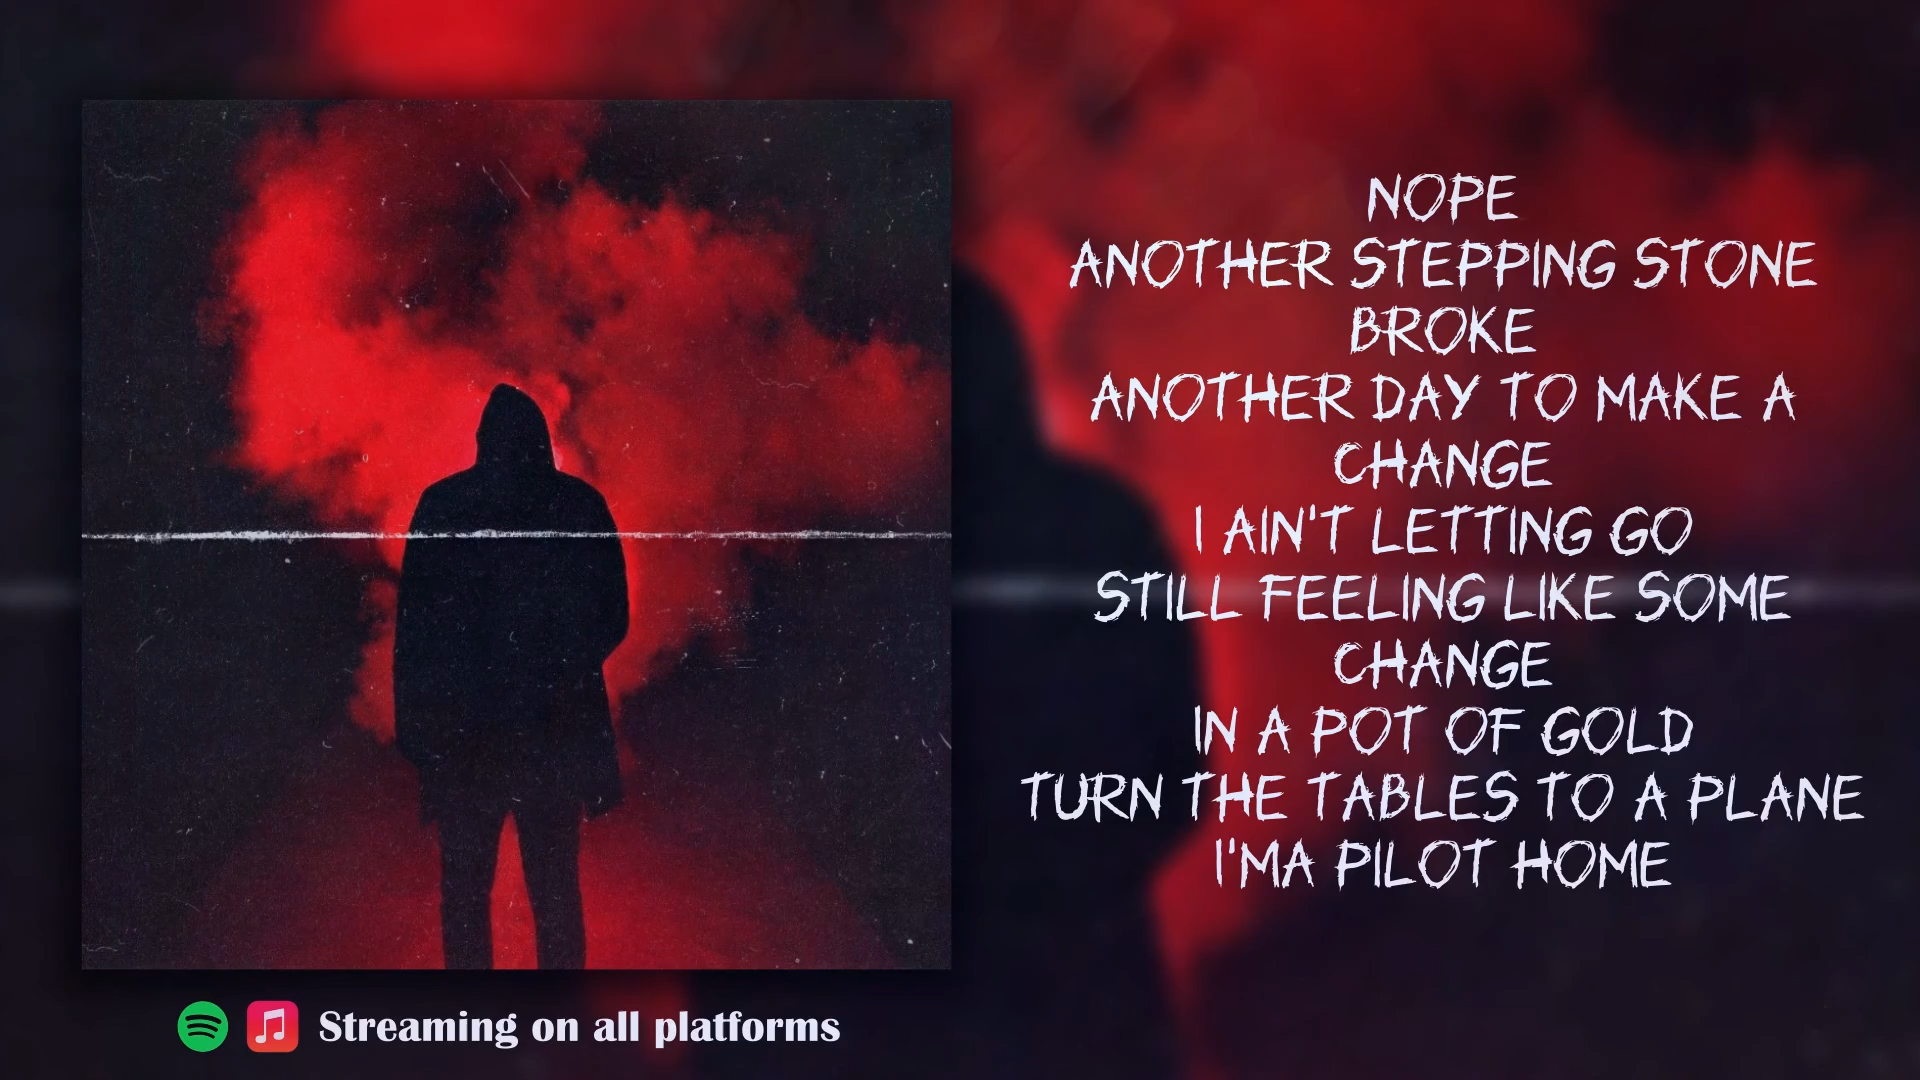 NOPE
ANOTHER STEPPING STONE
BROKE
ANOTHER DAY TO MAKE A
CHANGE
I AIN'T LETTING GO
STILL FEELING LIKE SOME
CHANGE
IN A POT OF GOLD
TURN THE TABLES TO A PLANE
I'MA PILOT HOME
Streaming on all platforms